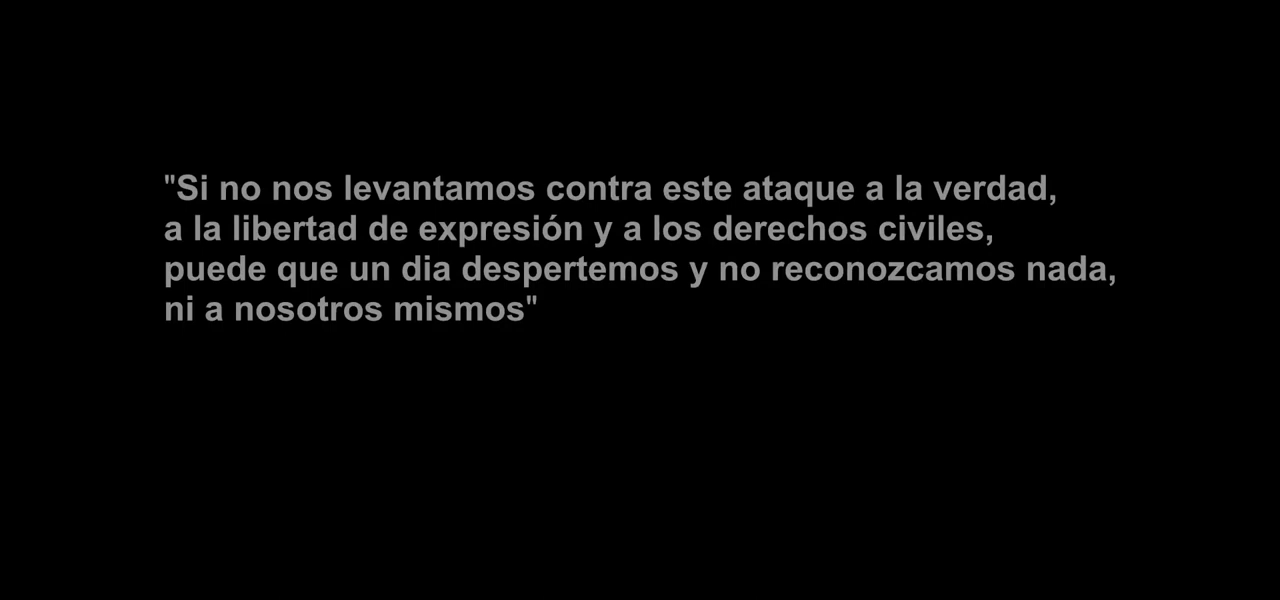 "Si no nos levantamos contra este ataque a la verdad,
a la libertad de expresión y a los derechos civiles,
puede que un dia despertemos y no reconozcamos nada,
ni a nosotros mismos"